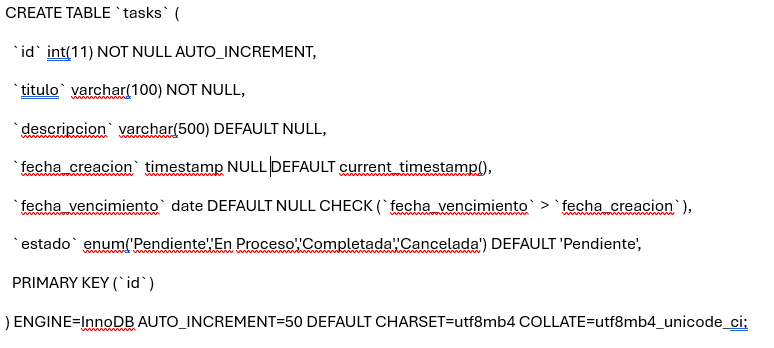 CREATE TABLE `tasks` (
`id` int(11) NOT NULL AUTO_INCREMENT,
`titulo` varchar(100) NOT NULL,
`descripcion` varchar(500) DEFAULT NULL,
`fecha_creacion` timestamp NULL DEFAULT current_timestamp(),
`fecha_vencimiento` date DEFAULT NULL CHECK (`fecha_vencimiento` > `fecha_creacion`),
`estado` enum('Pendiente','En Proceso','Completada','Cancelada') DEFAULT 'Pendiente',
PRIMARY KEY (`id`)
) ENGINE=InnoDB AUTO_INCREMENT=50 DEFAULT CHARSET=utf8mb4 COLLATE=utf8mb4_unicode_ci;